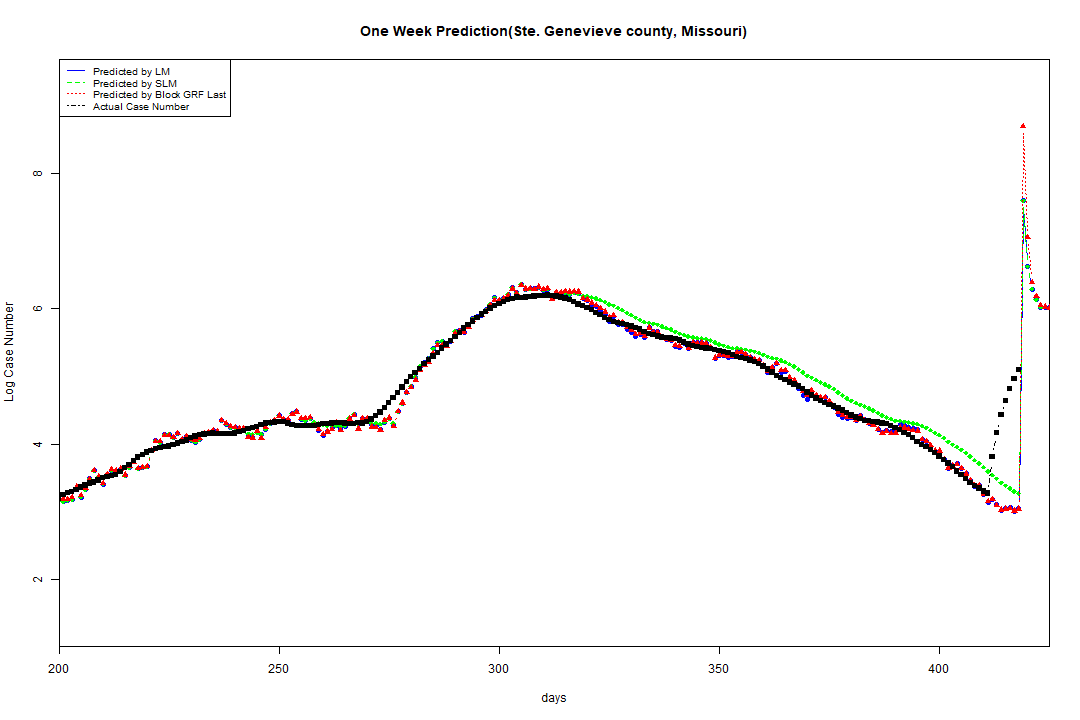 One Week Prediction(Ste. Genevieve county, Missouri)
Predicted by LM
Predicted by SLM
Predicted by Block GRF Last
Actual Case Number
8
6
4
2
Log Case Number
200 250 300 350 400
days